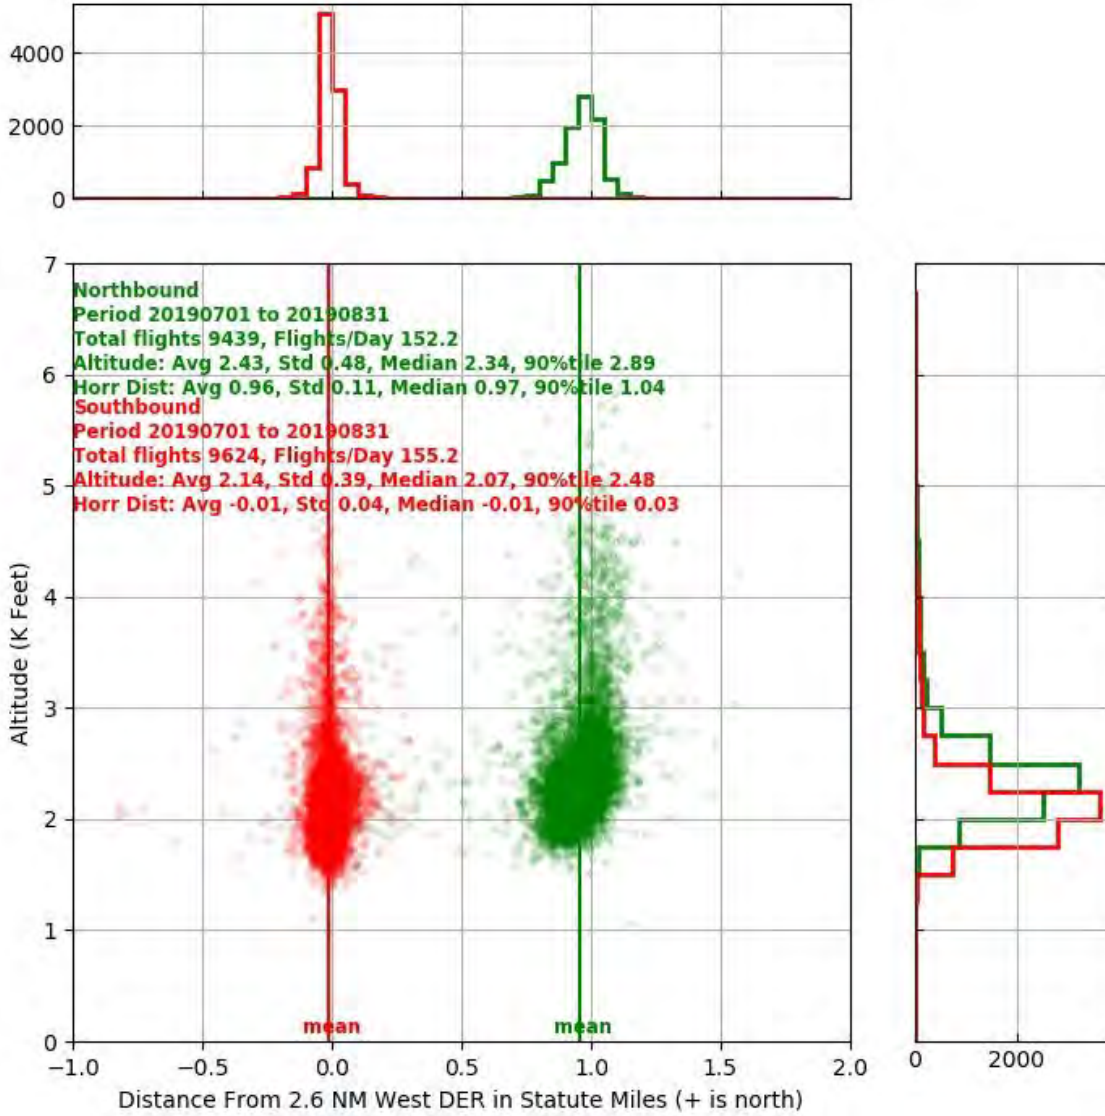 4000
2000
0
7
Northbound
Period 20190701 to 20190831
Total flights 9439, Flights/Day 152.2
Altitude: Avg 2.43, Std 0.48, Median 2.34, 90%tile 2.89
6
Horr Dist: Avg 0.96, Std 0.11, Median 0.97, 90%tile 1.04
Southbound
Period 20190701 to 20190831
Total flights 9624, Flights/Day 155.2
Altitude: Avg 2.14, Std 0.39, Median 2.07, 90%tile 2.48
5
Horr Dist: Avg -0.01, Std 0.04, Median -0.01, 90%tile 0.03
Altitude (K Feet)
4
3
2
1
mean mean
0
−1.0 −0.5 0.0 0.5 1.0 1.5 2.0 0 2000
Distance From 2.6 NM West DER in Statute Miles (+ is north)